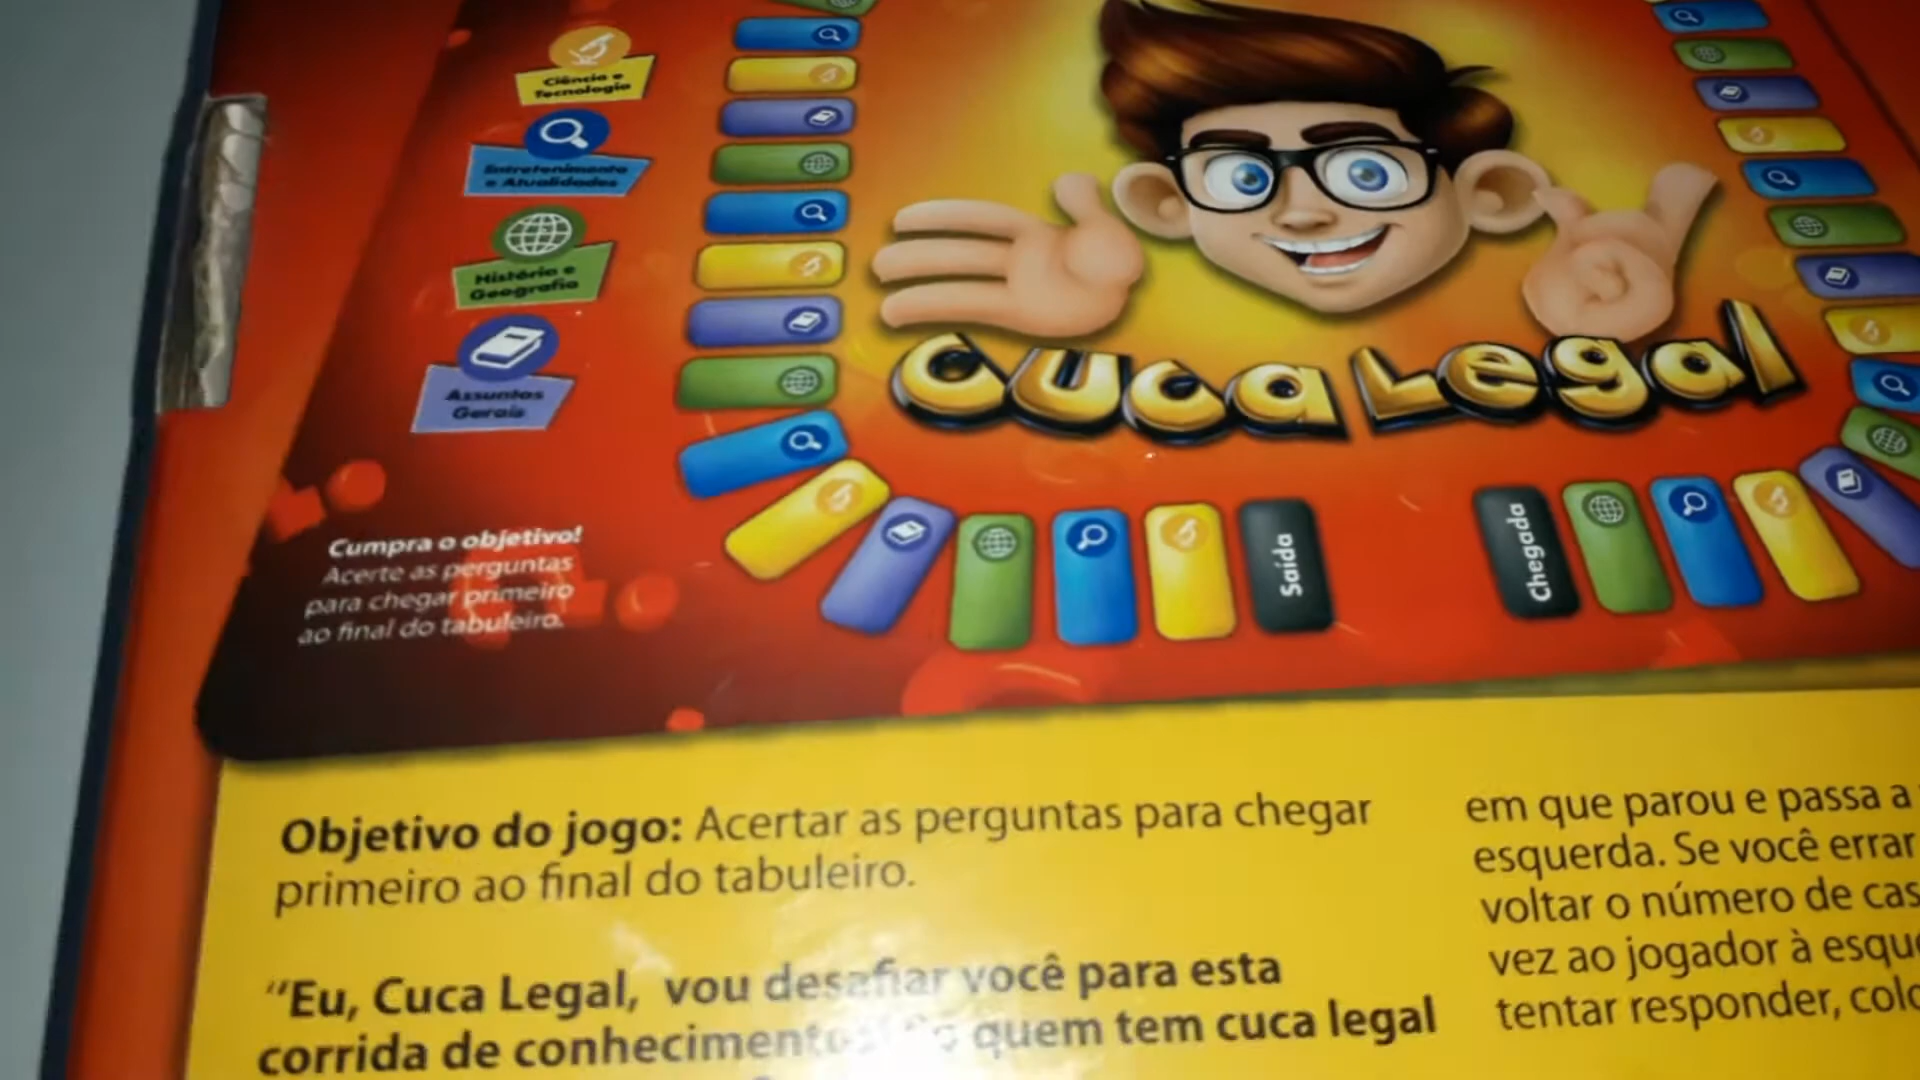 Ciência e
Tecnologia
Entretenimento
e Atualidades
História e
Geografia
Assuntos
Gerais
Cuca Legal
Saída
Chegada
Cumpra o objetivo!
Acerte as perguntas
para chegar primeiro
ao final do tabuleiro.
Objetivo do jogo: Acertar as perguntas para chegar
primeiro ao final do tabuleiro.
"Eu, Cuca Legal, vou desafiar você para esta
corrida de conhecimento quem tem cuca legal
em que parou e passa a
esquerda. Se você errar
voltar o número de
vez ao jogador à
tentar responder,